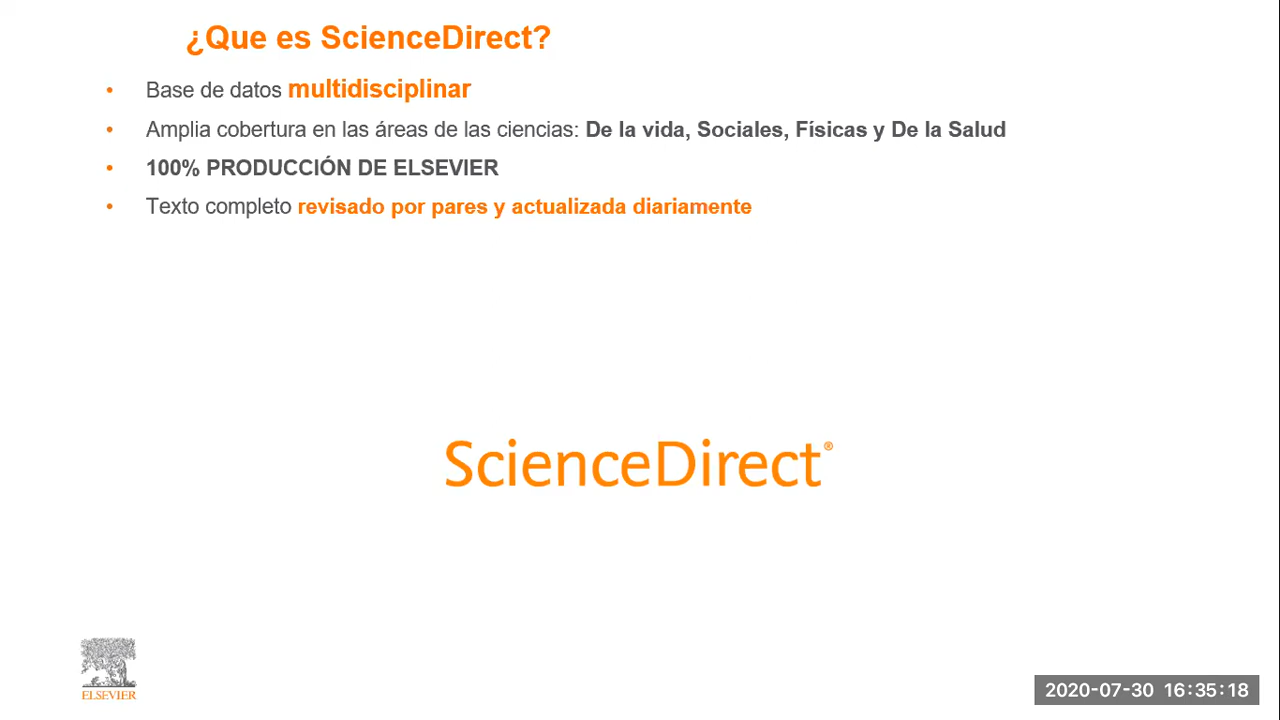 ¿Que es ScienceDirect?
• Base de datos multidisciplinar
• Amplia cobertura en las áreas de las ciencias: De la vida, Sociales, Físicas y De la Salud
• 100% PRODUCCIÓN DE ELSEVIER
• Texto completo revisado por pares y actualizada diariamente
ScienceDirect®
ELSEVIER
2020-07-30 16:35:18